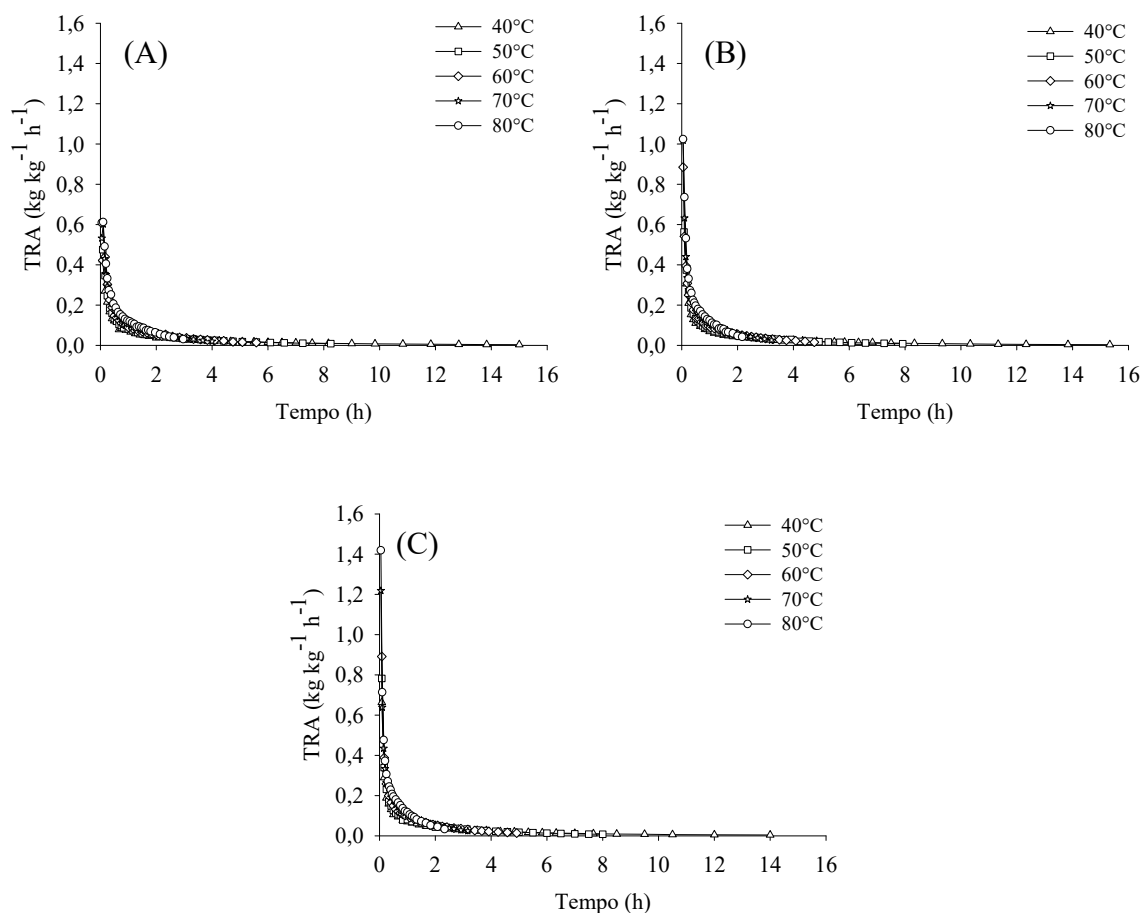 (A)
TRA (kg kg⁻¹ h⁻¹)
1,6
1,4
1,2
1,0
0,8
0,6
0,4
0,2
0,0
0 2 4 6 8 10 12 14 16
Tempo (h)
40°C
50°C
60°C
70°C
80°C
(B)
TRA (kg kg⁻¹ h⁻¹)
1,6
1,4
1,2
1,0
0,8
0,6
0,4
0,2
0,0
0 2 4 6 8 10 12 14 16
Tempo (h)
40°C
50°C
60°C
70°C
80°C
(C)
TRA (kg kg⁻¹ h⁻¹)
1,6
1,4
1,2
1,0
0,8
0,6
0,4
0,2
0,0
0 2 4 6 8 10 12 14 16
Tempo (h)
40°C
50°C
60°C
70°C
80°C